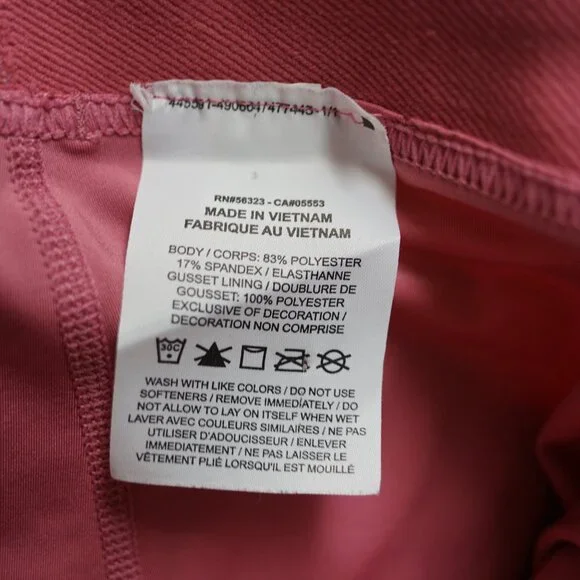 RN#56323 - CA#05553
MADE IN VIETNAM
FABRIQUE AU VIETNAM
BODY / CORPS: 83% POLYESTER
17% SPANDEX / ELASTHANNE
GUSSET LINING / DOUBLURE DE
GOUSSET: 100% POLYESTER
EXCLUSIVE OF DECORATION /
DECORATION NON COMPRISE
30C
WASH WITH LIKE COLORS / DO NOT USE
SOFTENERS / REMOVE IMMEDIATELY / DO
NOT ALLOW TO LAY ON ITSELF WHEN WET
LAVER AVEC COULEURS SIMILAIRES / NE PAS
UTILISER D'ADOUCISSEUR / ENLEVER
IMMEDIATEMENT / NE PAS LAISSER LE
VÊTEMENT PLIÉ LORSQU'IL EST MOUILLÉ